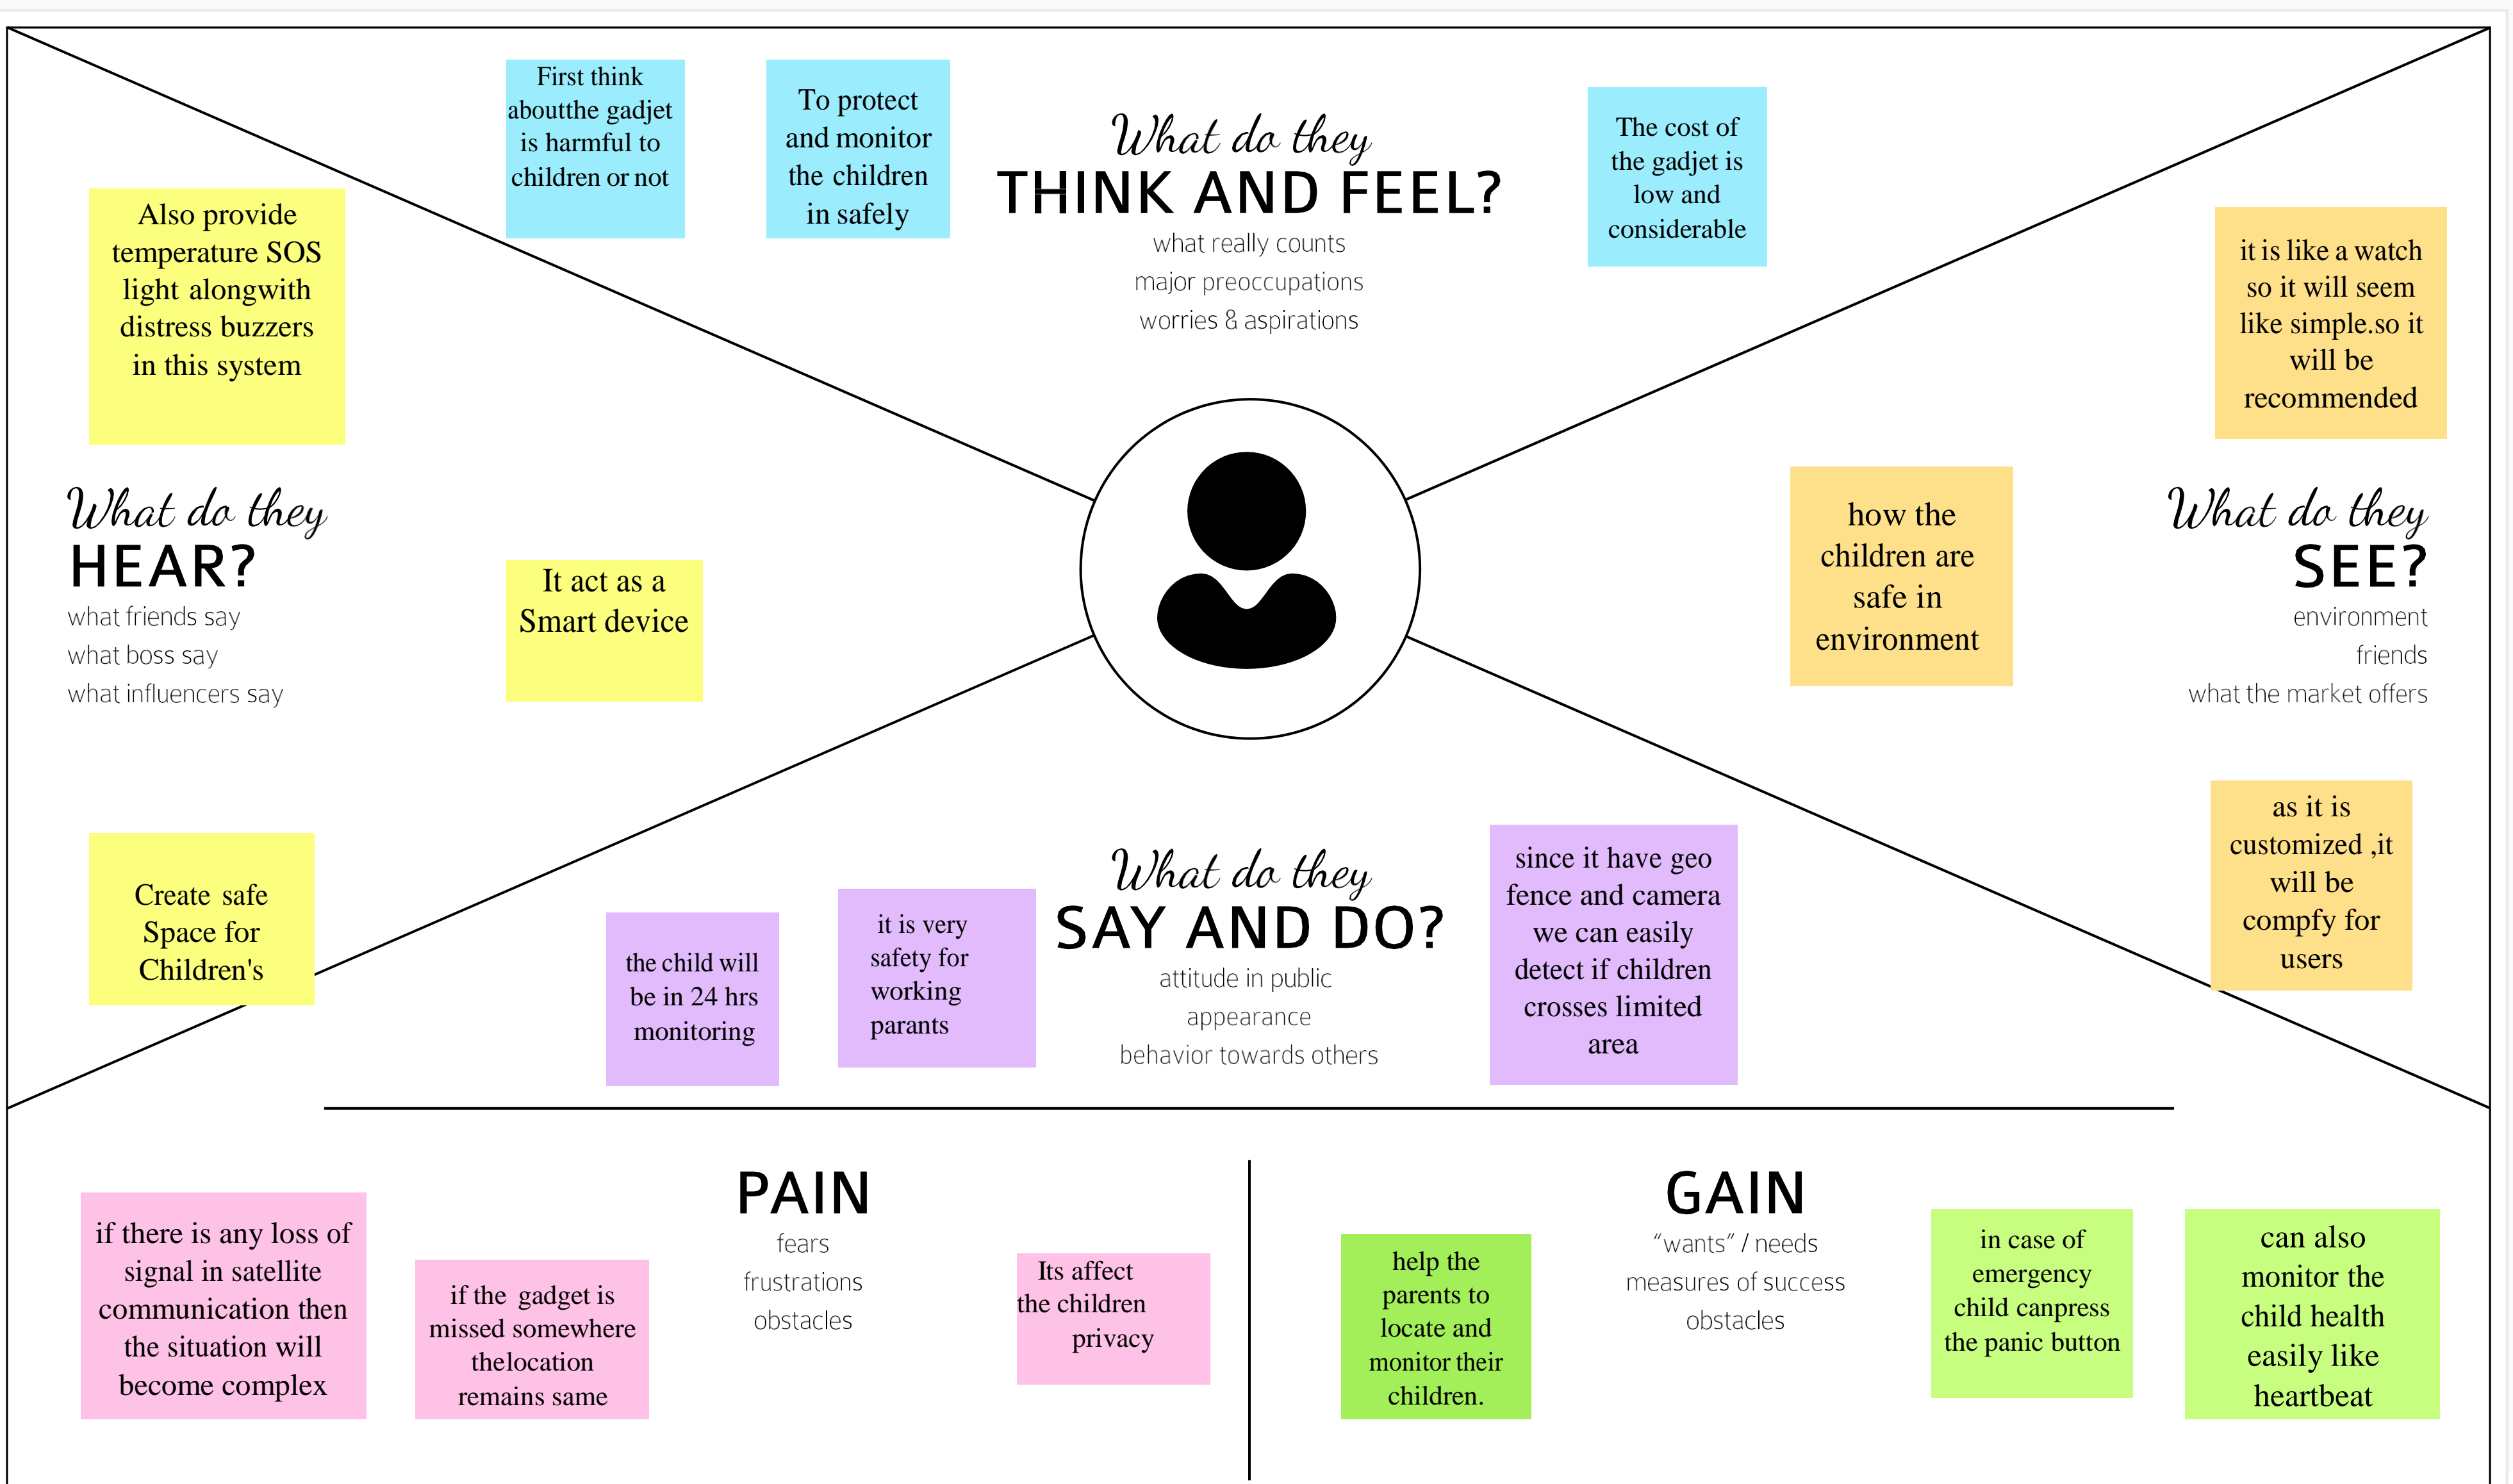 First think
aboutthe gadjet
is harmful to
children or not
To protect
and monitor
the children
in safely
What do they
THINK AND FEEL?
what really counts
major preoccupations
worries & aspirations
The cost of
the gadjet is
low and
considerable
Also provide
temperature SOS
light alongwith
distress buzzers
in this system
it is like a watch
so it will seem
like simple.so it
will be
recommended
What do they
HEAR?
what friends say
what boss say
what influencers say
It act as a
Smart device
how the
children are
safe in
environment
What do they
SEE?
environment
friends
what the market offers
Create safe
Space for
Children's
the child will
be in 24 hrs
monitoring
it is very
safety for
working
parants
What do they
SAY AND DO?
attitude in public
appearance
behavior towards others
since it have geo
fence and camera
we can easily
detect if children
crosses limited
area
as it is
customized ,it
will be
compfy for
users
PAIN
fears
frustrations
obstacles
if there is any loss of
signal in satellite
communication then
the situation will
become complex
if the gadget is
missed somewhere
thelocation
remains same
Its affect
the children
privacy
GAIN
“wants” / needs
measures of success
obstacles
help the
parents to
locate and
monitor their
children.
in case of
emergency
child canpress
the panic button
can also
monitor the
child health
easily like
heartbeat